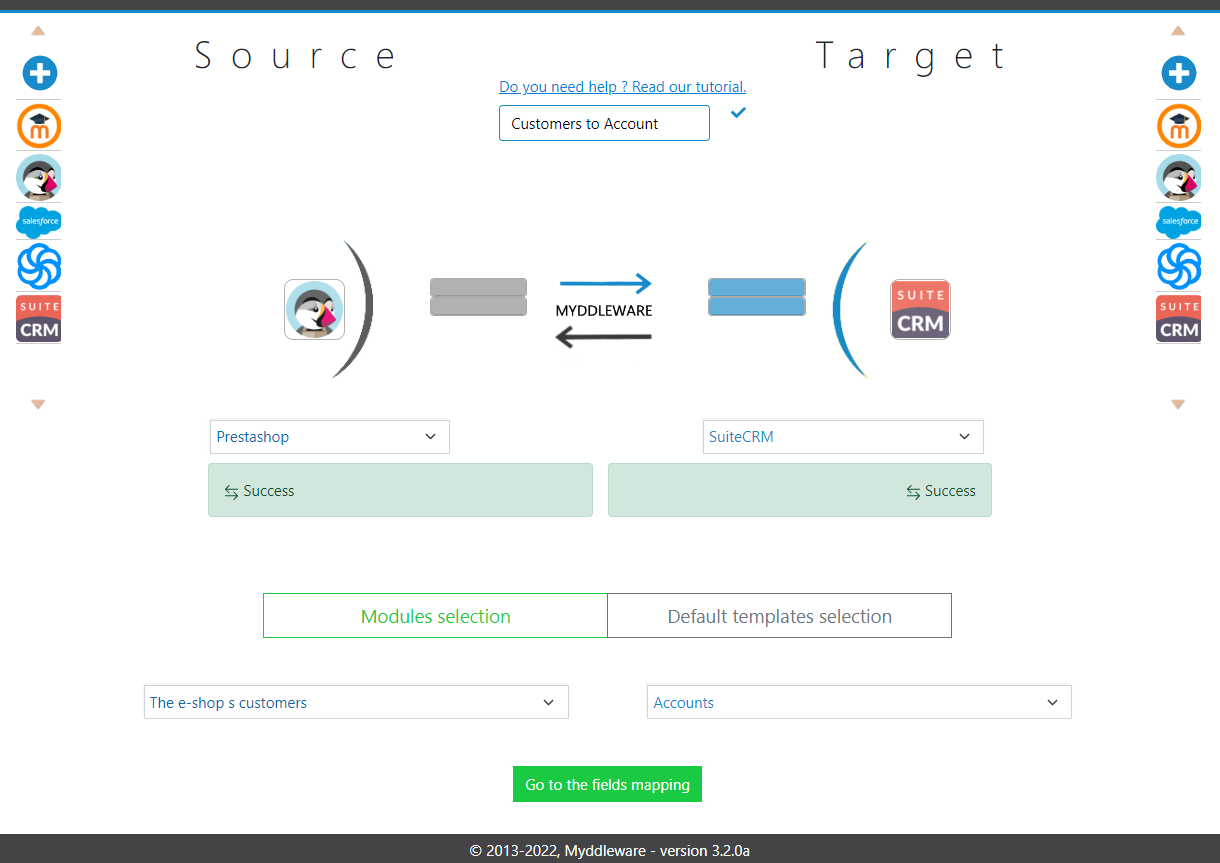 Source
Target
Do you need help ? Read our tutorial.
Customers to Account
m
m
salesforce
salesforce
SUITE
CRM
SUITE
CRM
MYDDLEWARE
SUITE
CRM
Prestashop
SuiteCRM
Success
Success
Modules selection
Default templates selection
The e-shop s customers
Accounts
Go to the fields mapping
© 2013-2022, Myddleware - version 3.2.0a